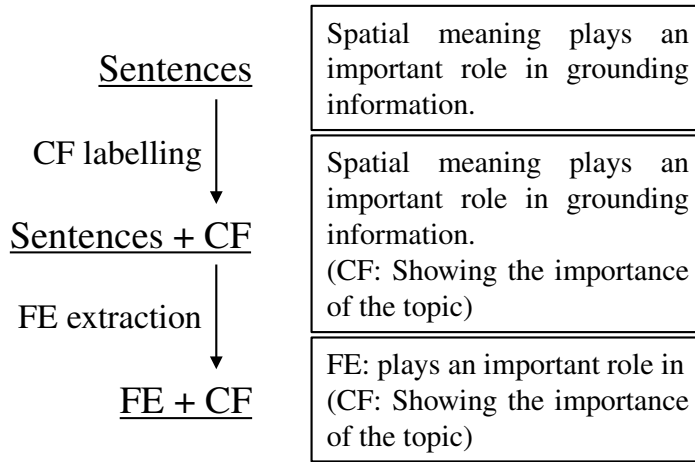 Sentences
Spatial meaning plays an
important role in grounding
information.
CF labelling
Sentences + CF
Spatial meaning plays an
important role in grounding
information.
(CF: Showing the importance
of the topic)
FE extraction
FE + CF
FE: plays an important role in
(CF: Showing the importance
of the topic)